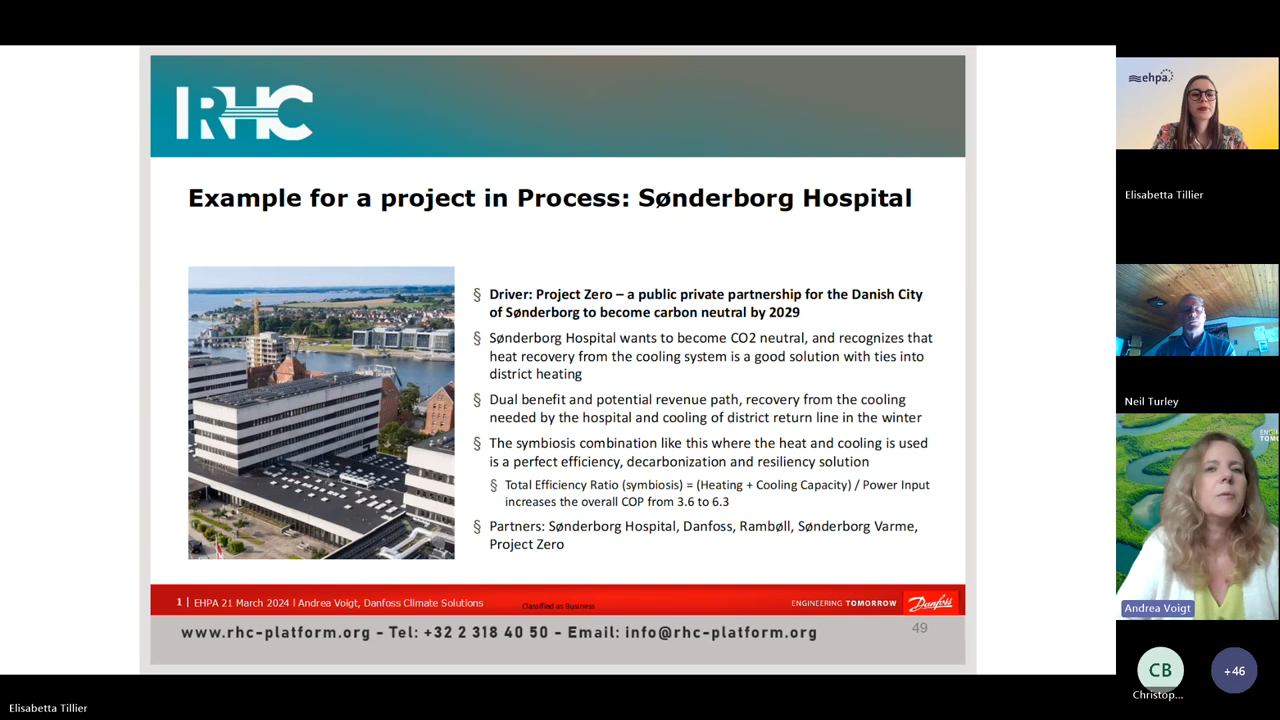 IRHC
Example for a project in Process: Sønderborg Hospital
§ Driver: Project Zero – a public private partnership for the Danish City
of Sønderborg to become carbon neutral by 2029
§ Sønderborg Hospital wants to become CO2 neutral, and recognizes that
heat recovery from the cooling system is a good solution with ties into
district heating
§ Dual benefit and potential revenue path, recovery from the cooling
needed by the hospital and cooling of district return line in the winter
§ The symbiosis combination like this where the heat and cooling is used
is a perfect efficiency, decarbonization and resiliency solution
§ Total Efficiency Ratio (symbiosis) = (Heating + Cooling Capacity) / Power Input
increases the overall COP from 3.6 to 6.3
§ Partners: Sønderborg Hospital, Danfoss, Rambøll, Sønderborg Varme,
Project Zero
1 | EHPA 21 March 2024 l Andrea Voigt, Danfoss Climate Solutions
Classified as Business
ENGINEERING TOMORROW
Danfoss
www.rhc-platform.org - Tel: +32 2 318 40 50 - Email: info@rhc-platform.org
49
ehpa
Elisabetta Tillier
Neil Turley
Andrea Voigt
CB
Christop...
+46
Elisabetta Tillier